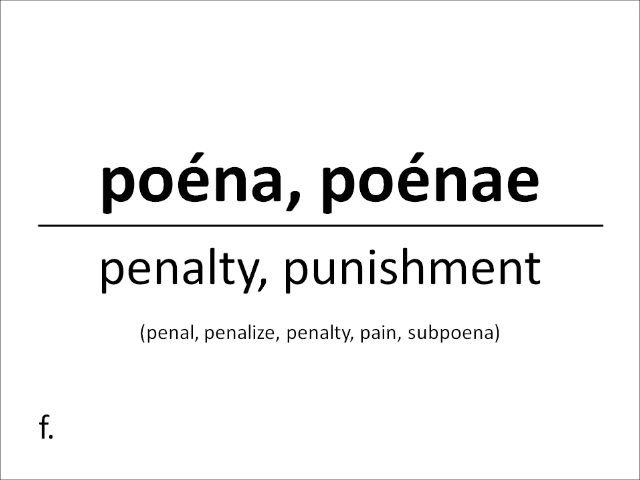 poéna, poénae
penalty, punishment
(penal, penalize, penalty, pain, subpoena)
f.